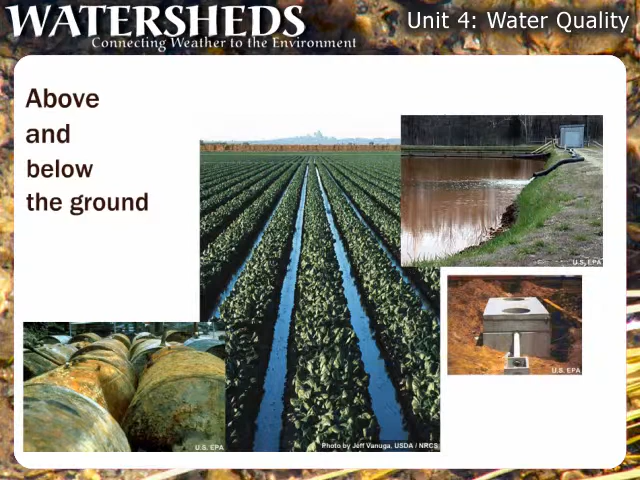 WATERSHEDS
Connecting Weather to the Environment
Unit 4: Water Quality
Above
and
below
the ground
U.S. EPA
U.S. EPA
U.S. EPA
Photo by Jeff Vanuga, USDA / NRCS